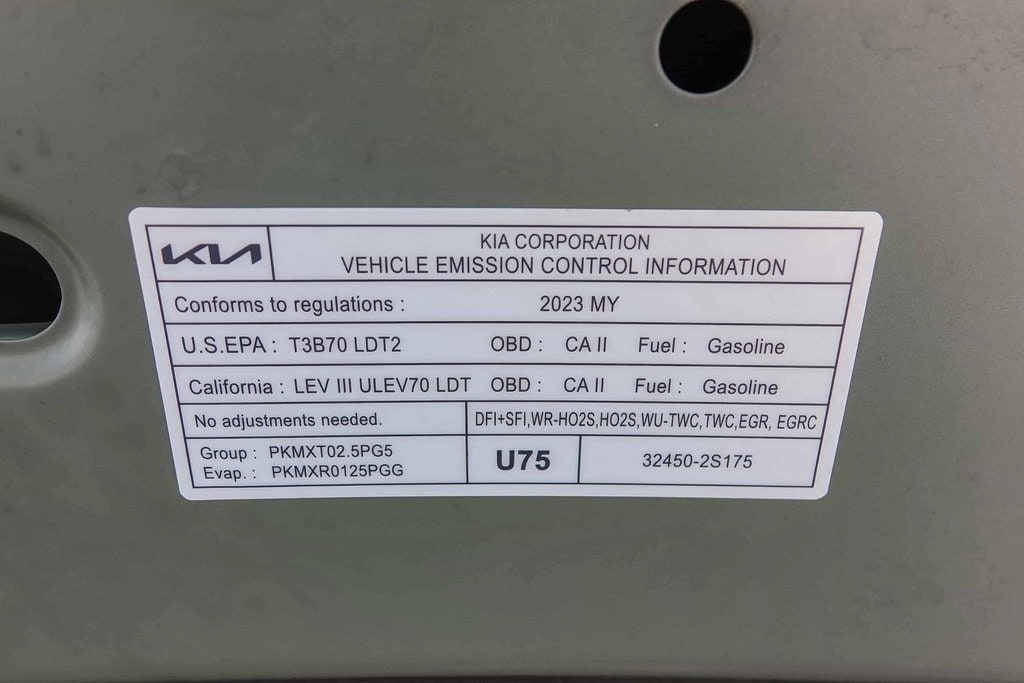 KIA
KIA CORPORATION
VEHICLE EMISSION CONTROL INFORMATION
Conforms to regulations : 2023 MY
U.S.EPA : T3B70 LDT2 OBD : CA II Fuel : Gasoline
California : LEV III ULEV70 LDT OBD : CA II Fuel : Gasoline
No adjustments needed. DFI+SFI,WR-HO2S,HO2S,WU-TWC,TWC,EGR, EGRC
Group : PKMXT02.5PG5
Evap. : PKMXR0125PGG
U75
32450-2S175